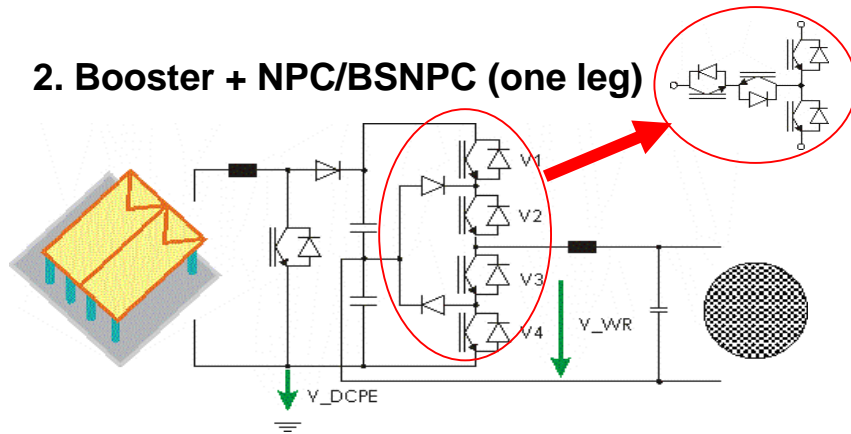 2. Booster + NPC/BSNPC (one leg)
V1
V2
V3
V4
V_WR
V_DCPE